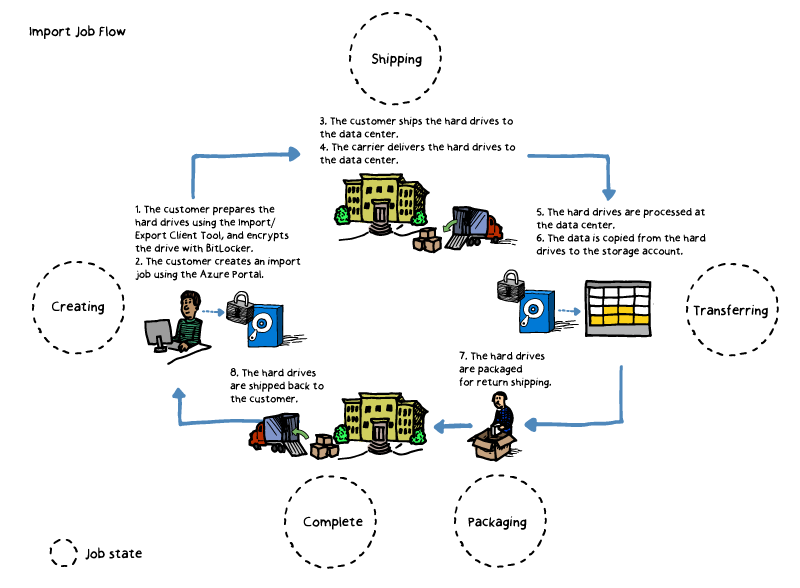 Import Job Flow
Shipping
3. The customer ships the hard drives to
the data center.
4. The carrier delivers the hard drives to
the data center.
1. The customer prepares the
hard drives using the Import/
Export Client Tool, and encrypts
the drive with BitLocker.
2. The customer creates an import
job using the Azure Portal.
Creating
5. The hard drives are processed at
the data center.
6. The data is copied from the hard
drives to the storage account.
Transferring
7. The hard drives
are packaged
for return shipping.
8. The hard drives
are shipped back to
the customer.
Complete
Packaging
Job state